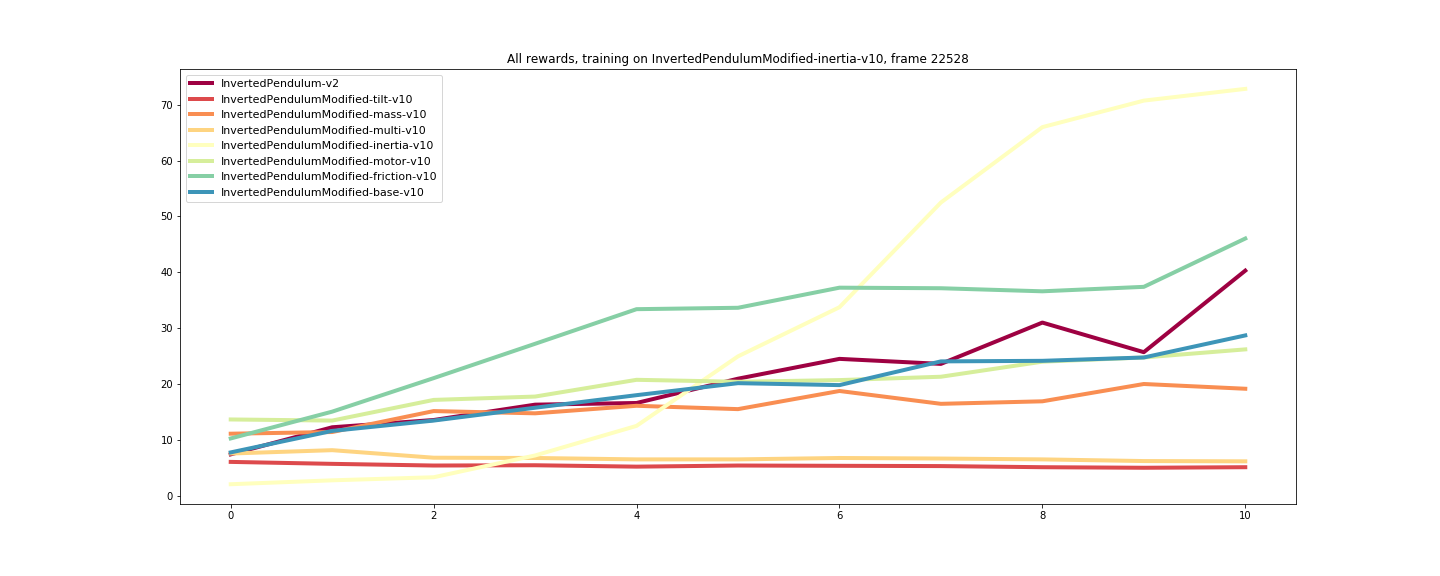 All rewards, training on InvertedPendulumModified-inertia-v10, frame 22528
InvertedPendulum-v2
InvertedPendulumModified-tilt-v10
InvertedPendulumModified-mass-v10
InvertedPendulumModified-multi-v10
InvertedPendulumModified-inertia-v10
InvertedPendulumModified-motor-v10
InvertedPendulumModified-friction-v10
InvertedPendulumModified-base-v10
70
60
50
40
30
20
10
0
0 2 4 6 8 10